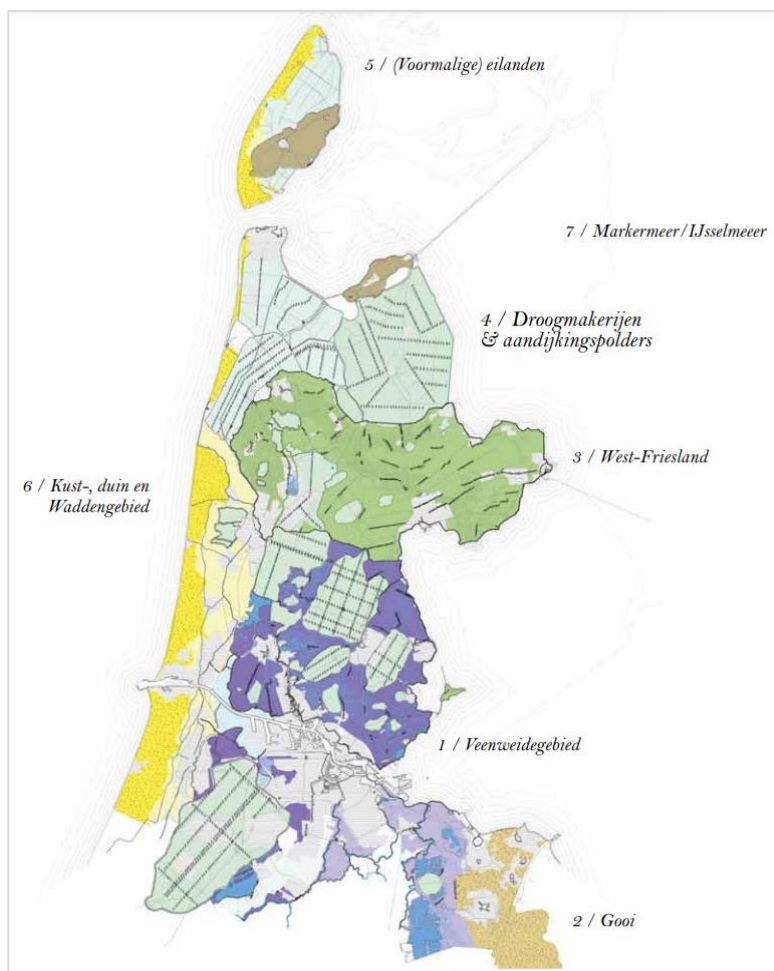 5 / (Voormalige) eilanden
7 / Markermeer/IJsselmeeer
4 / Droogmakerijen
& aandijkingspolders
3 / West-Friesland
6 / Kust-, duin en
Waddengebied
1 / Veenweidegebied
2 / Gooi